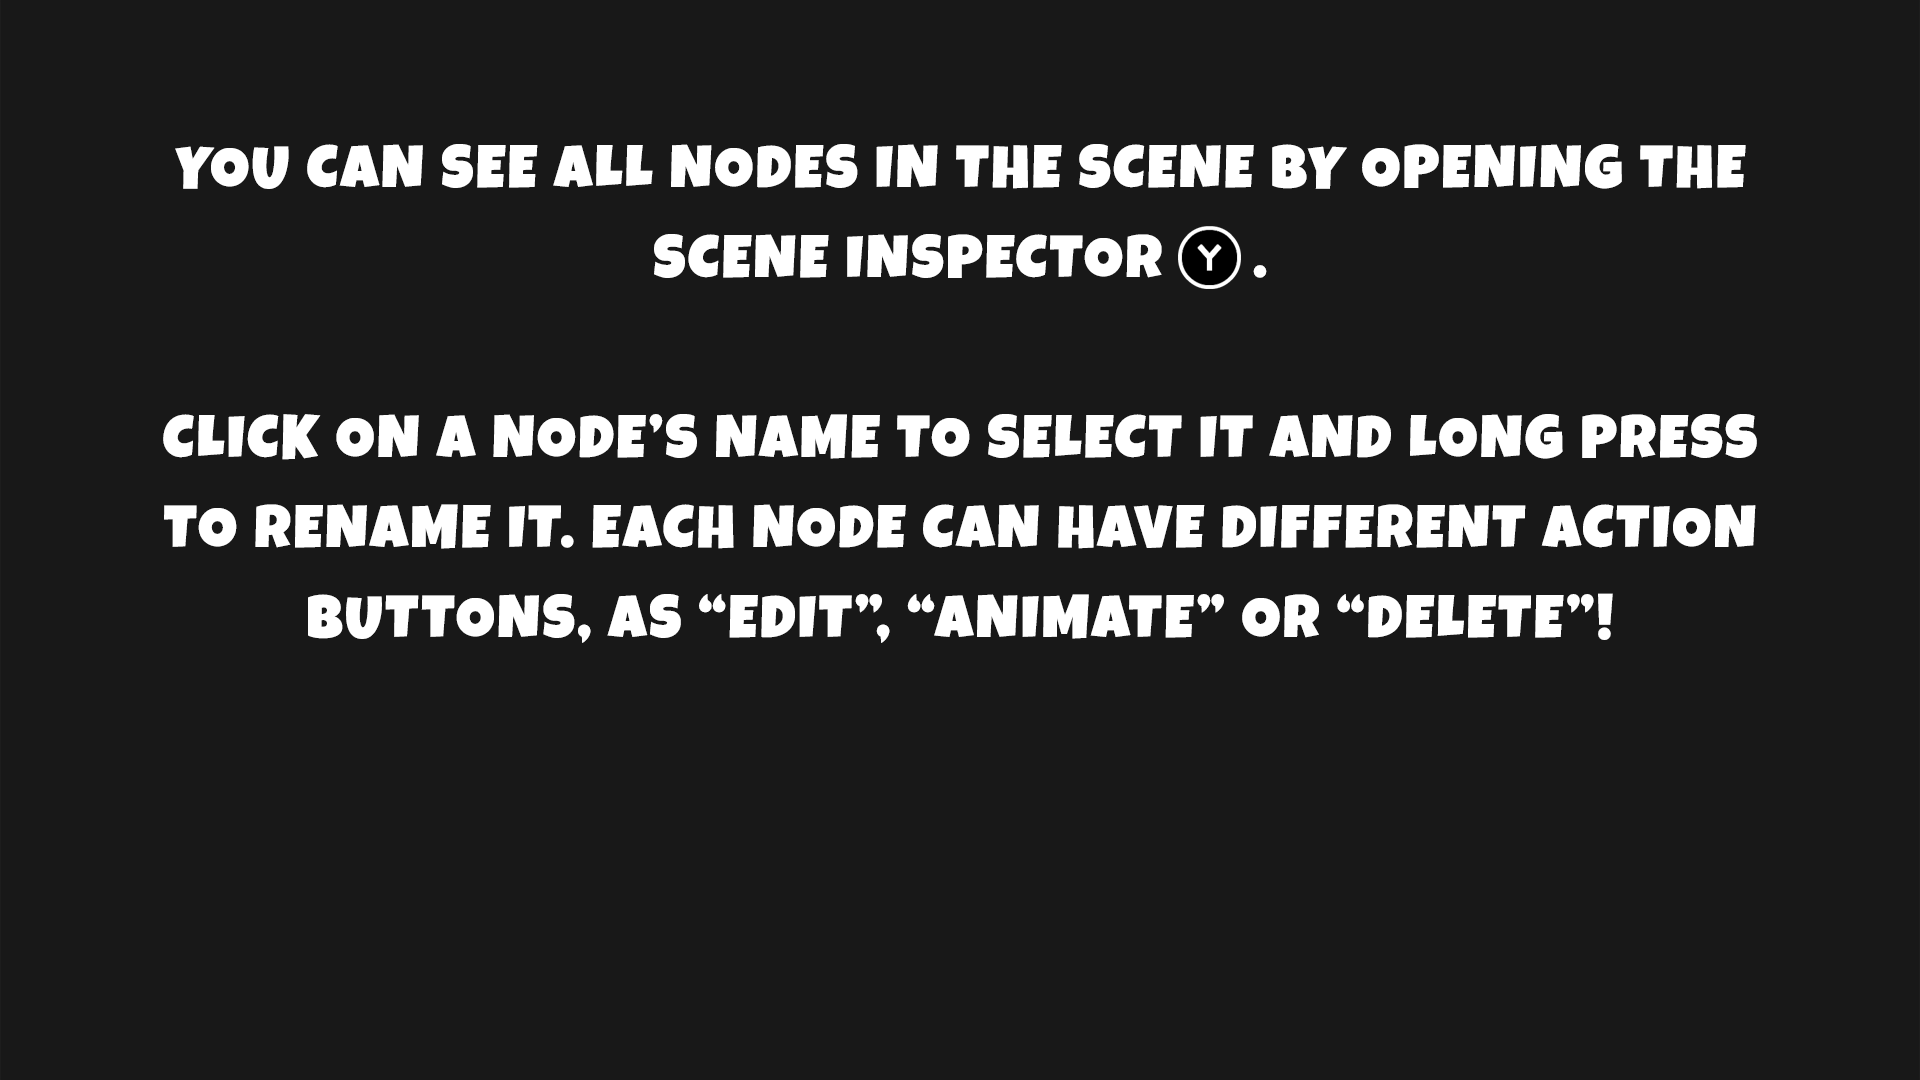 YOU CAN SEE ALL NODES IN THE SCENE BY OPENING THE
SCENE INSPECTOR Y .
CLICK ON A NODE’S NAME TO SELECT IT AND LONG PRESS
TO RENAME IT. EACH NODE CAN HAVE DIFFERENT ACTION
BUTTONS, AS “EDIT”, “ANIMATE” OR “DELETE”!